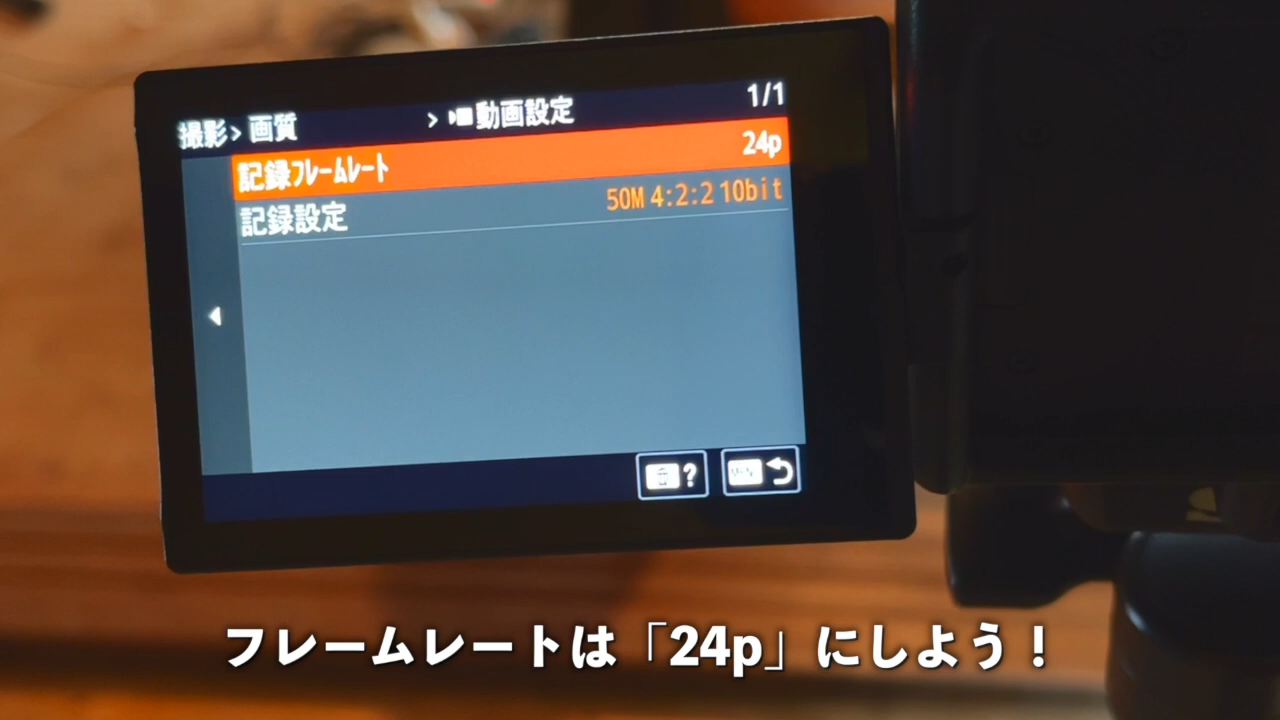 撮影> 画質 > 動画設定 1/1
記録フレームレート 24p
記録設定 50M 4:2:2 10bit
? MENU
フレームレートは「24p」にしよう！